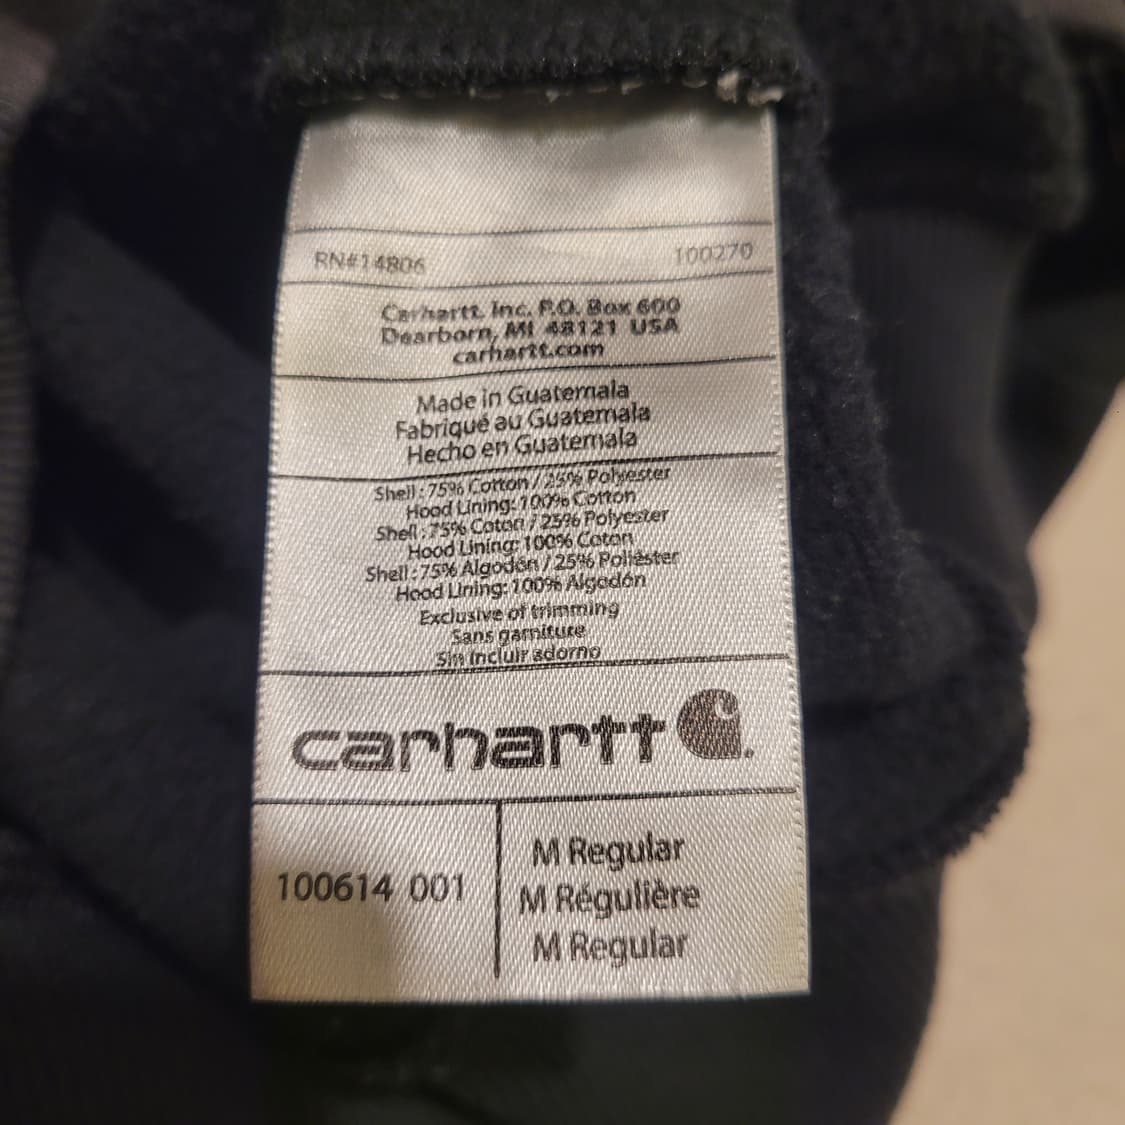 RN#14806 100270
Carhartt, Inc. P.O. Box 600
Dearborn, MI 48121 USA
carhartt.com
Made in Guatemala
Fabriqué au Guatemala
Hecho en Guatemala
Shell : 75% Cotton / 25% Polyester
Hood Lining: 100% Cotton
Shell : 75% Coton / 25% Polyester
Hood Lining: 100% Coton
Shell : 75% Algodón / 25% Poliéster
Hood Lining: 100% Algodón
Exclusive of trimming
Sans garniture
Sin incluir adorno
carhartt
100614 001
M Regular
M Régulière
M Regular